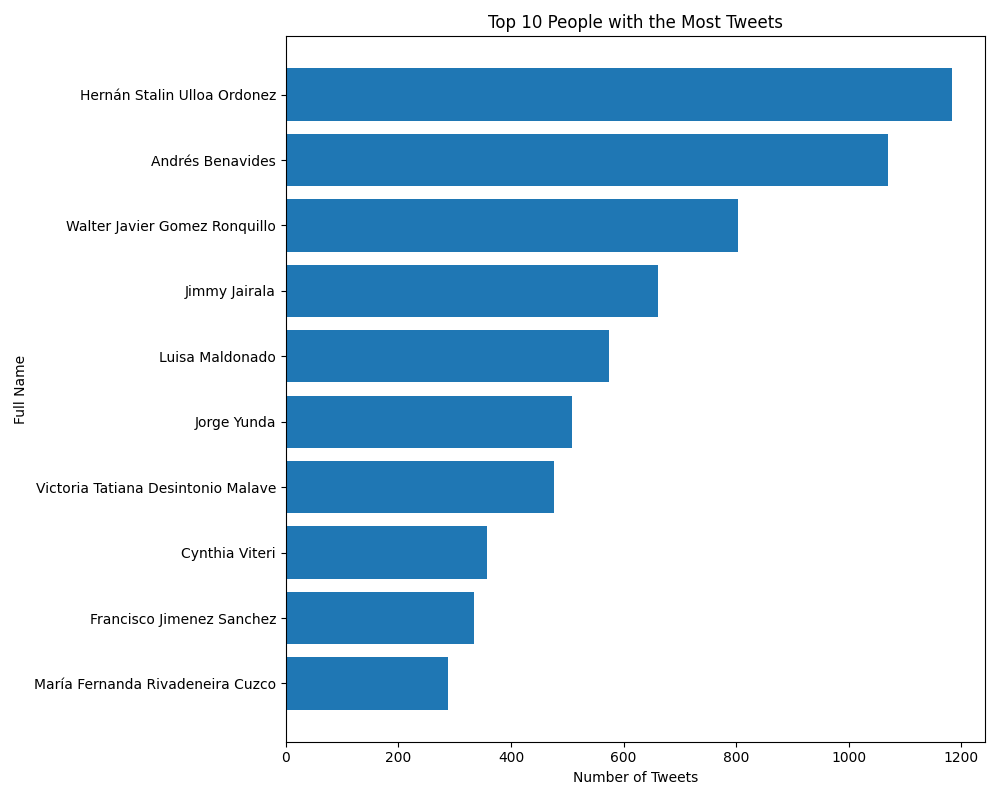 Top 10 People with the Most Tweets
Full Name
Hernán Stalin Ulloa Ordonez
Andrés Benavides
Walter Javier Gomez Ronquillo
Jimmy Jairala
Luisa Maldonado
Jorge Yunda
Victoria Tatiana Desintonio Malave
Cynthia Viteri
Francisco Jimenez Sanchez
María Fernanda Rivadeneira Cuzco
0 200 400 600 800 1000 1200
Number of Tweets